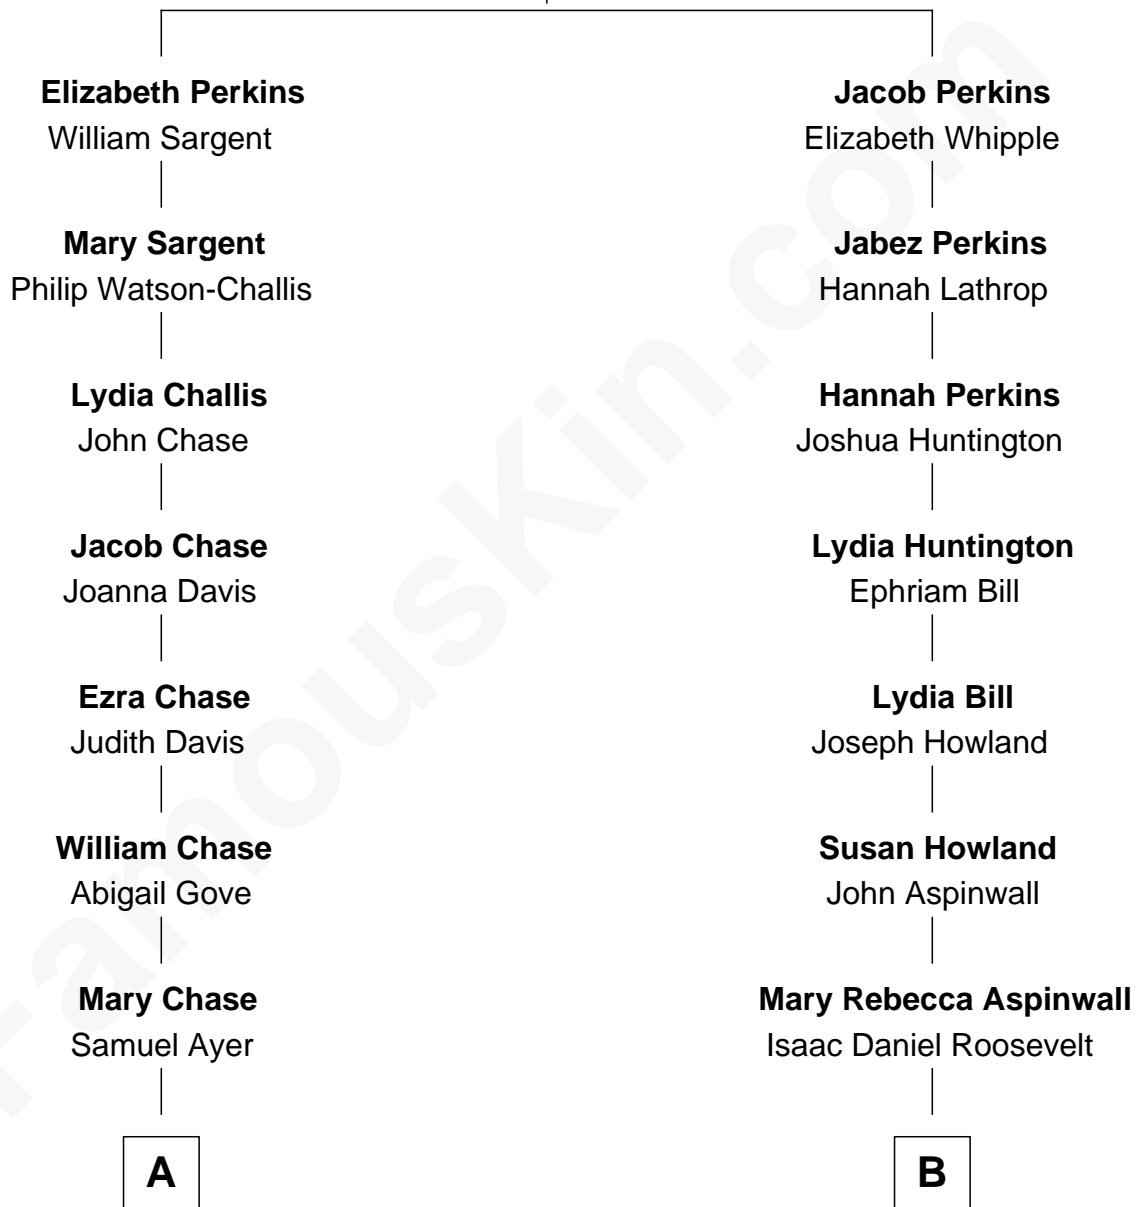 Elizabeth Perkins
William Sargent
Mary Sargent
Philip Watson-Challis
Lydia Challis
John Chase
Jacob Chase
Joanna Davis
Ezra Chase
Judith Davis
William Chase
Abigail Gove
Mary Chase
Samuel Ayer
A
Jacob Perkins
Elizabeth Whipple
Jabez Perkins
Hannah Lathrop
Hannah Perkins
Joshua Huntington
Lydia Huntington
Ephriam Bill
Lydia Bill
Joseph Howland
Susan Howland
John Aspinwall
Mary Rebecca Aspinwall
Isaac Daniel Roosevelt
B
FamousKin.com